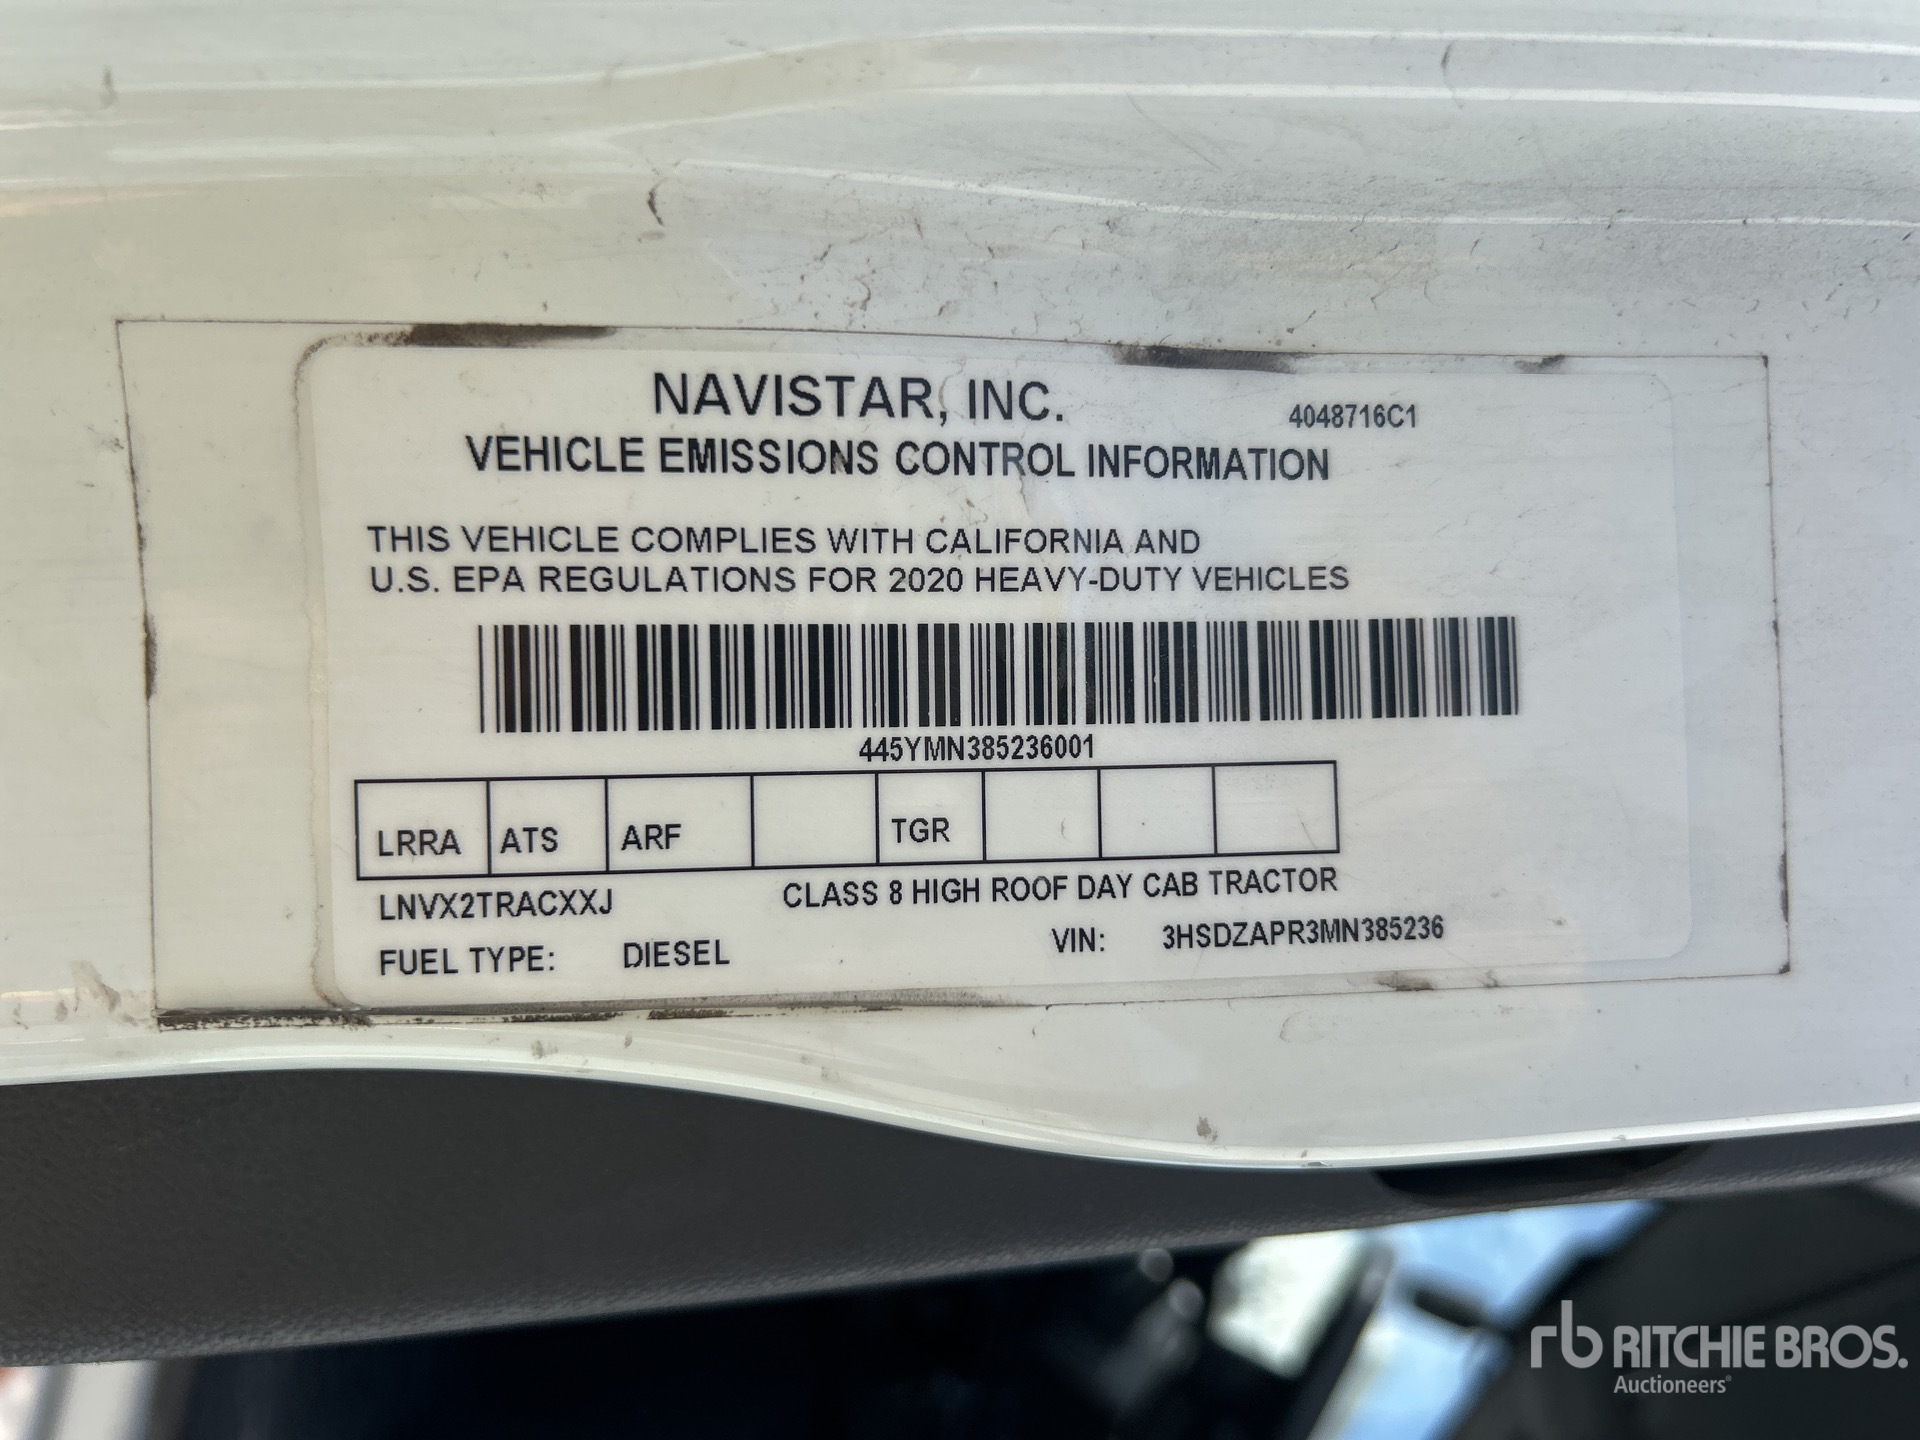 NAVISTAR, INC.
4048716C1
VEHICLE EMISSIONS CONTROL INFORMATION
THIS VEHICLE COMPLIES WITH CALIFORNIA AND
U.S. EPA REGULATIONS FOR 2020 HEAVY-DUTY VEHICLES
445YMN385236001
LRRA ATS ARF TGR
LNVX2TRACXXJ CLASS 8 HIGH ROOF DAY CAB TRACTOR
FUEL TYPE: DIESEL VIN: 3HSDZAPR3MN385236
rb RITCHIE BROS.
Auctioneers